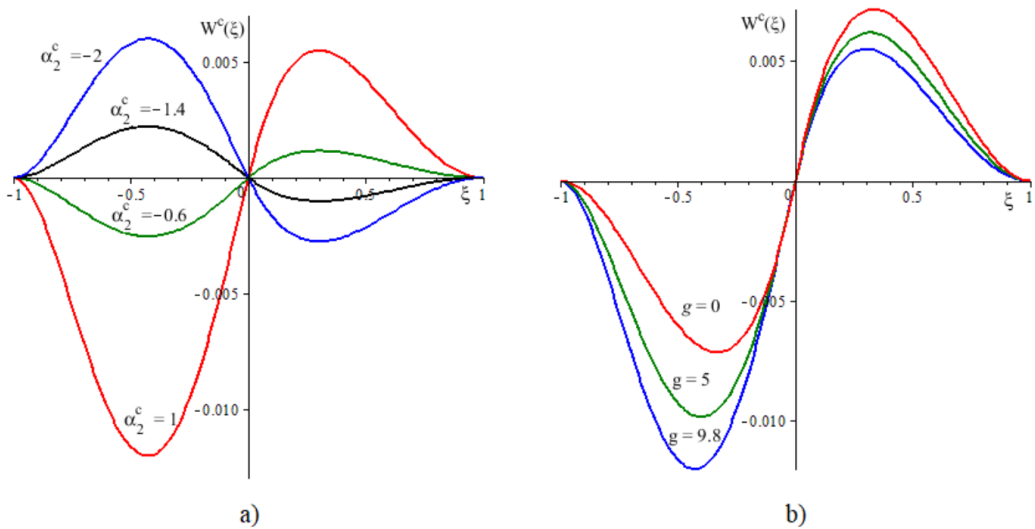 W^c(ξ)
α_2^c = −2
0.005
α_2^c = −1.4
-1
-0.5
0
0.5
1
ξ
α_2^c = −0.6
-0.005
α_2^c = 1
-0.010
a)
W^c(ξ)
0.005
-1
-0.5
0
0.5
1
ξ
g = 0
-0.005
g = 5
g = 9.8
-0.010
b)